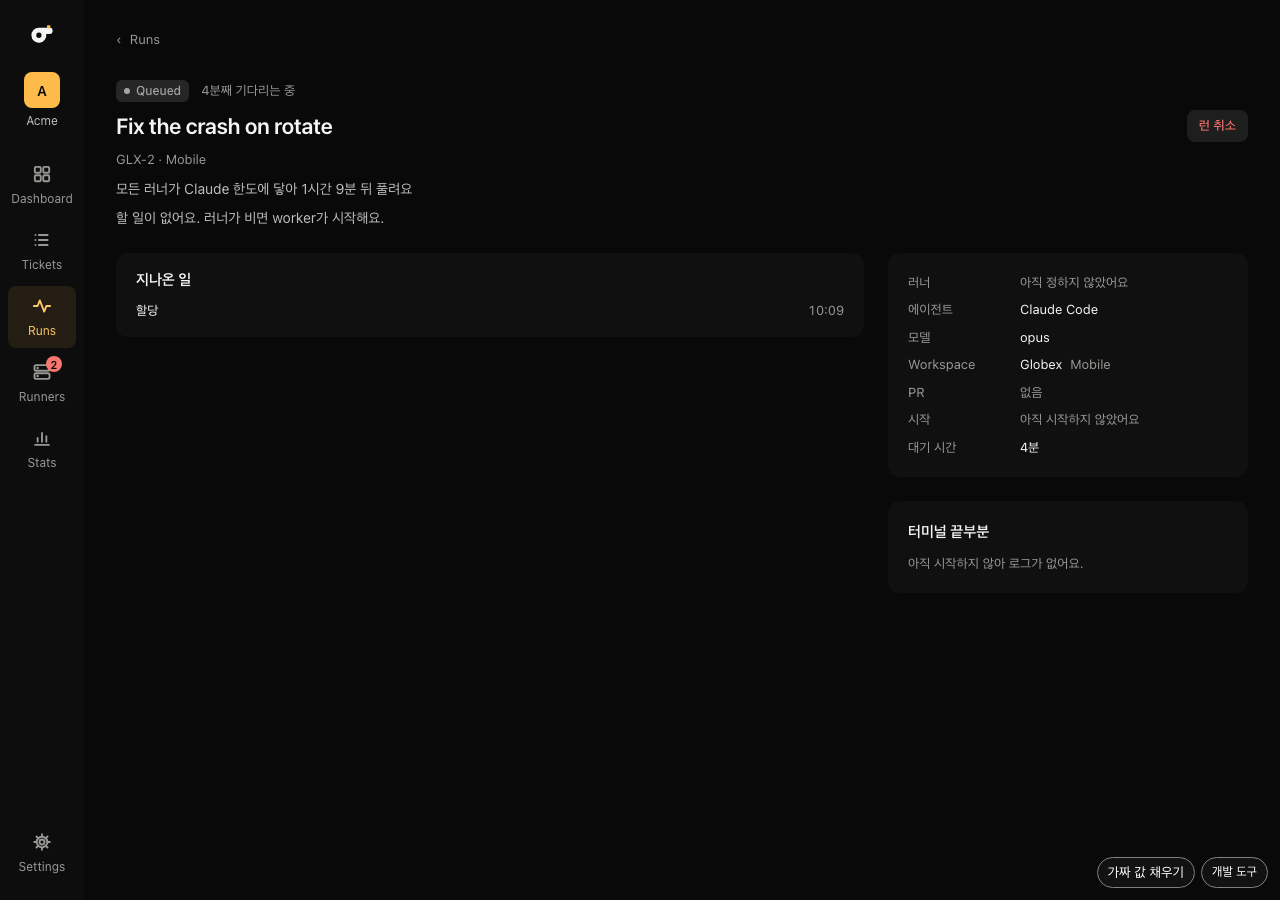 ‹ Runs
A
Acme
Dashboard
Tickets
Runs
2
Runners
Stats
Settings
Queued 4분째 기다리는 중
Fix the crash on rotate
런 취소
GLX-2 · Mobile
모든 러너가 Claude 한도에 닿아 1시간 9분 뒤 풀려요
할 일이 없어요. 러너가 비면 worker가 시작해요.
지나온 일
할당 10:09
러너 아직 정하지 않았어요
에이전트 Claude Code
모델 opus
Workspace Globex Mobile
PR 없음
시작 아직 시작하지 않았어요
대기 시간 4분
터미널 끝부분
아직 시작하지 않아 로그가 없어요.
가짜 값 채우기
개발 도구